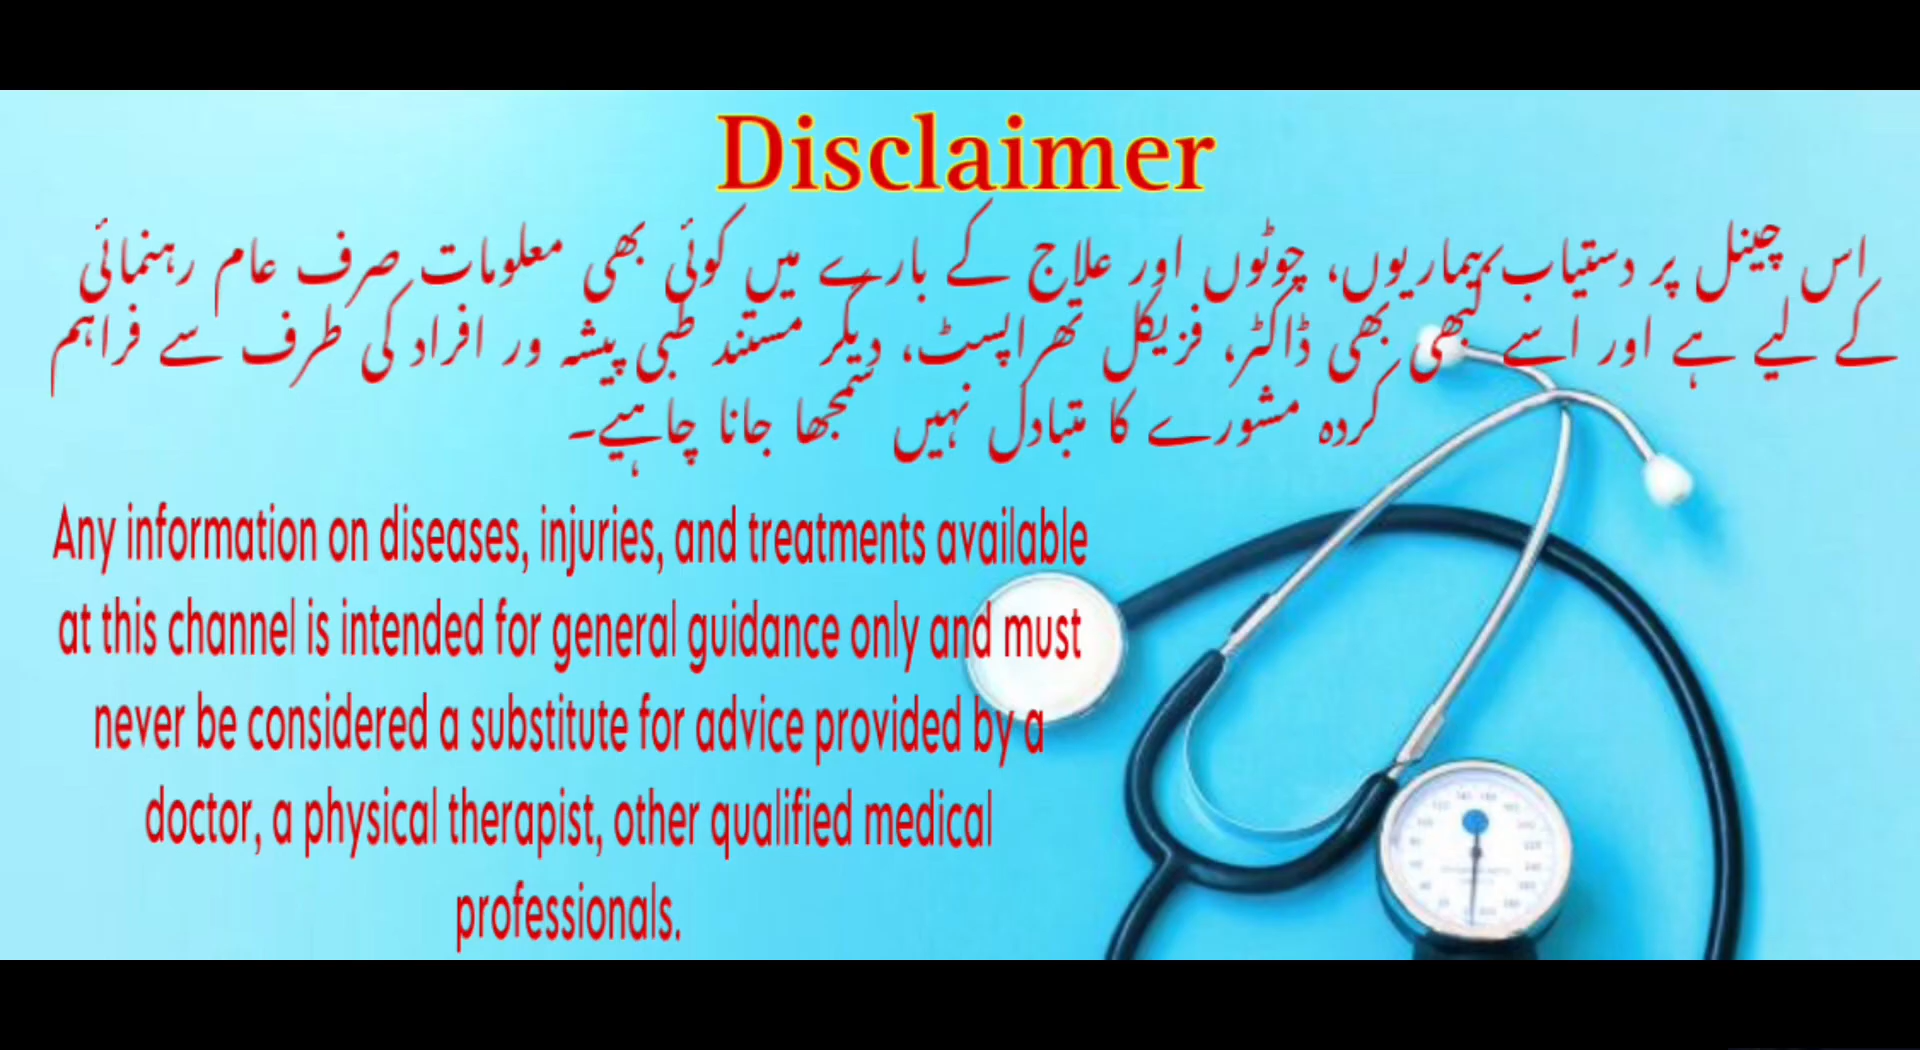 Disclaimer
اس چینل پر دستیاب بیماریوں، چوٹوں اور علاج کے بارے میں کوئی بھی معلومات صرف عام رہنمائی
کے لیے ہے اور اسے کبھی بھی ڈاکٹر، فزیکل تھراپسٹ، دیگر مستند طبی پیشہ ور افراد کی طرف سے فراہم
کردہ مشورے کا متبادل نہیں سمجھا جانا چاہیے۔
Any information on diseases, injuries, and treatments available
at this channel is intended for general guidance only and must
never be considered a substitute for advice provided by a
doctor, a physical therapist, other qualified medical
professionals.